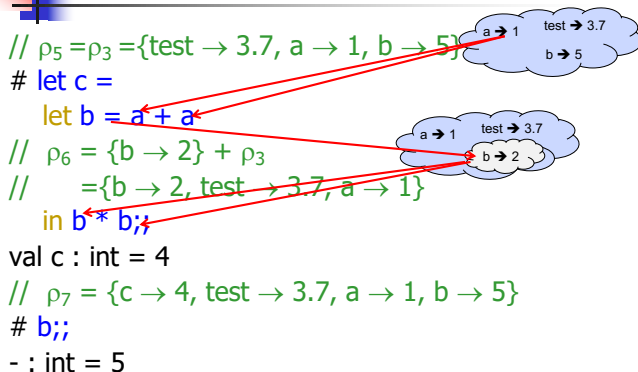 // ρ₅ = ρ₃ = {test → 3.7, a → 1, b → 5}
# let c =
let b = a + a
// ρ₆ = {b → 2} + ρ₃
// = {b → 2, test → 3.7, a → 1}
in b * b;;
val c : int = 4
// ρ₇ = {c → 4, test → 3.7, a → 1, b → 5}
# b;;
- : int = 5
a ➔ 1 test ➔ 3.7
b ➔ 5
a ➔ 1 test ➔ 3.7
b ➔ 2